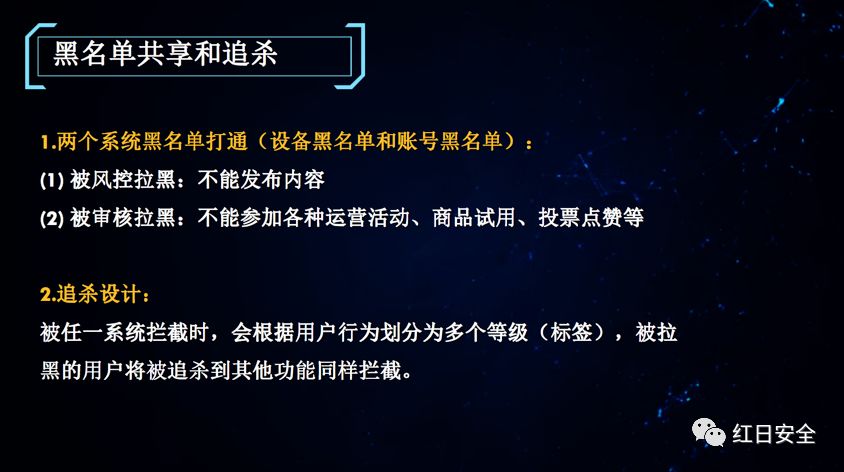 黑名单共享和追杀
1.两个系统黑名单打通（设备黑名单和账号黑名单）：
(1) 被风控拉黑：不能发布内容
(2) 被审核拉黑：不能参加各种运营活动、商品试用、投票点赞等
2.追杀设计：
被任一系统拦截时，会根据用户行为划分为多个等级（标签），被拉
黑的用户将被追杀到其他功能同样拦截。
红日安全